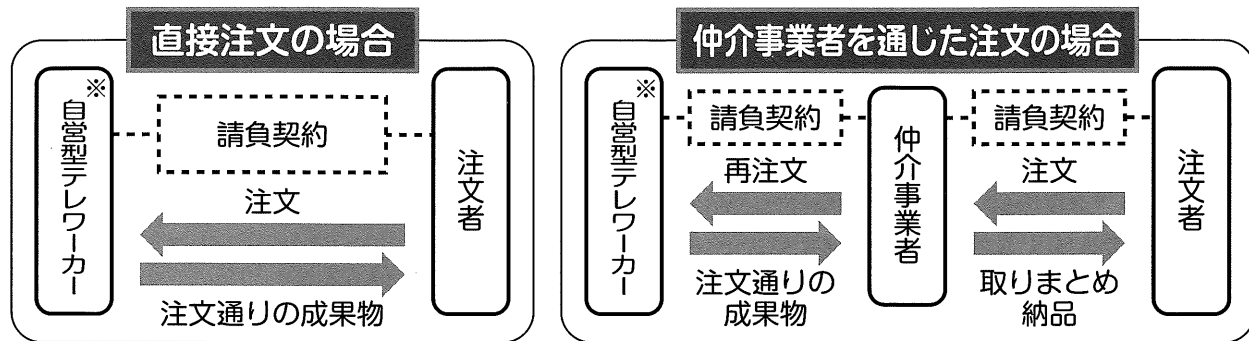 直接注文の場合
※
自営型テレワーカー
請負契約
注文
注文通りの成果物
注文者
仲介事業者を通じた注文の場合
※
自営型テレワーカー
請負契約
再注文
注文通りの
成果物
仲介事業者
請負契約
注文
取りまとめ
納品
注文者